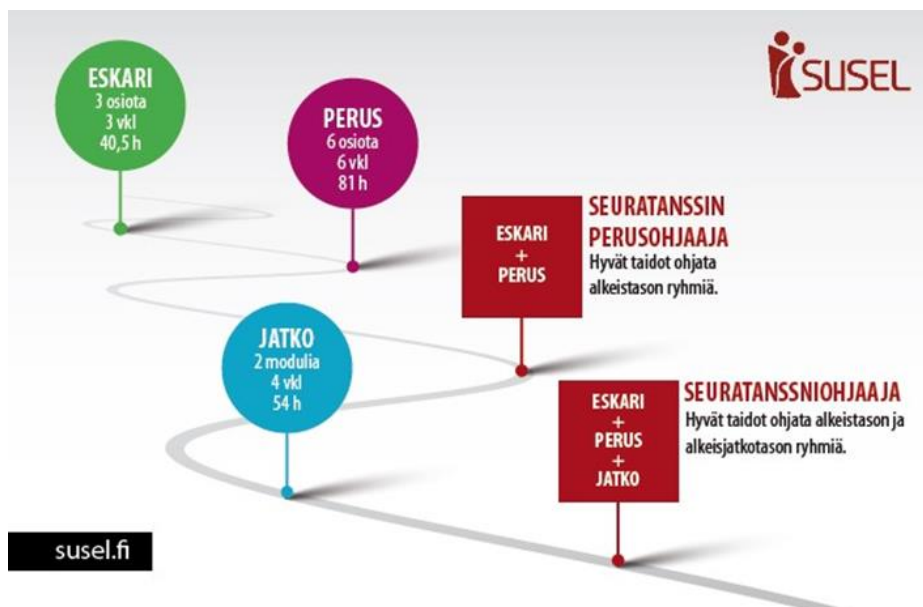 ESKARI
3 osiota
3 vkl
40,5 h
SUSEL
PERUS
6 osiota
6 vkl
81 h
ESKARI
+
PERUS
SEURATANSSIN
PERUSOHJAAJA
Hyvät taidot ohjata
alkeistason ryhmiä.
JATKO
2 modulia
4 vkl
54 h
ESKARI
+
PERUS
+
JATKO
SEURATANSSNIOHJAAJA
Hyvät taidot ohjata alkeistason ja
alkeisjatkotason ryhmiä.
susel.fi